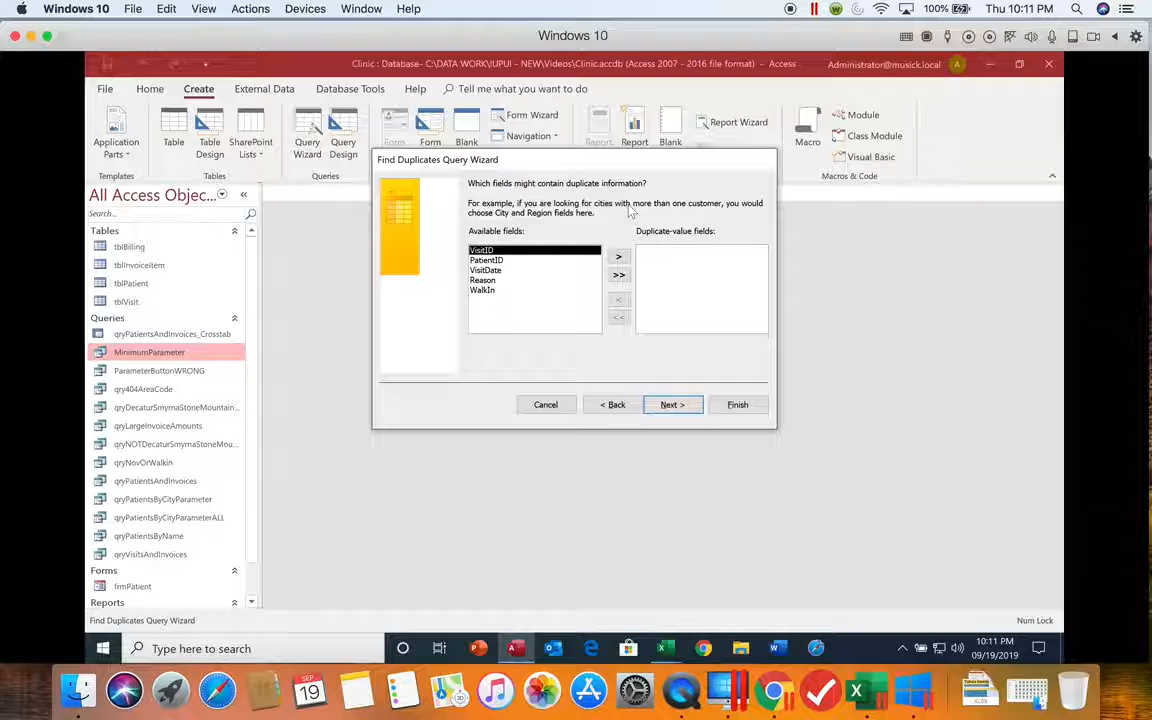 Windows 10 File Edit View Actions Devices Window Help 100% Thu 10:11 PM
Windows 10
Clinic : Database- C:\DATA WORK\IUPUI - NEW\Videos\Clinic.accdb (Access 2007 - 2016 file format) - Access Administrator@musick.local A
File Home Create External Data Database Tools Help Tell me what you want to do
Application Parts
Table
Table Design
SharePoint Lists
Query Wizard
Query Design
Form
Form
Blank
Form Wizard
Navigation
Report
Report
Blank
Report Wizard
Macro
Module
Class Module
Visual Basic
Templates Tables Queries Macros & Code
All Access Objec...
Search...
Tables
tblBilling
tblInvoiceItem
tblPatient
tblVisit
Queries
qryPatientsAndInvoices_Crosstab
MinimumParameter
ParameterButtonWRONG
qry404AreaCode
qryDecaturSmyrnaStoneMountain...
qryLargeInvoiceAmounts
qryNOTDecaturSmyrnaStoneMou...
qryNovOrWalkin
qryPatientsAndInvoices
qryPatientsByCityParameter
qryPatientsByCityParameterALL
qryPatientsByName
qryVisitsAndInvoices
Forms
frmPatient
Reports
Find Duplicates Query Wizard
Which fields might contain duplicate information?
For example, if you are looking for cities with more than one customer, you would
choose City and Region fields here.
Available fields: Duplicate-value fields:
VisitID
PatientID
VisitDate
Reason
WalkIn
>
>>
<
<<
Cancel < Back Next > Finish
Find Duplicates Query Wizard Num Lock
Type here to search
10:11 PM
09/19/2019
SEP
19